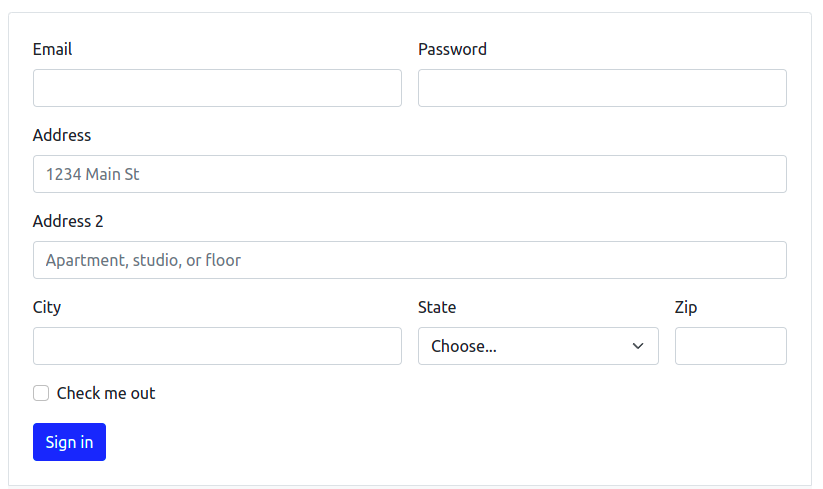 Email Password
Address
1234 Main St
Address 2
Apartment, studio, or floor
City State Zip
Choose...
Check me out
Sign in